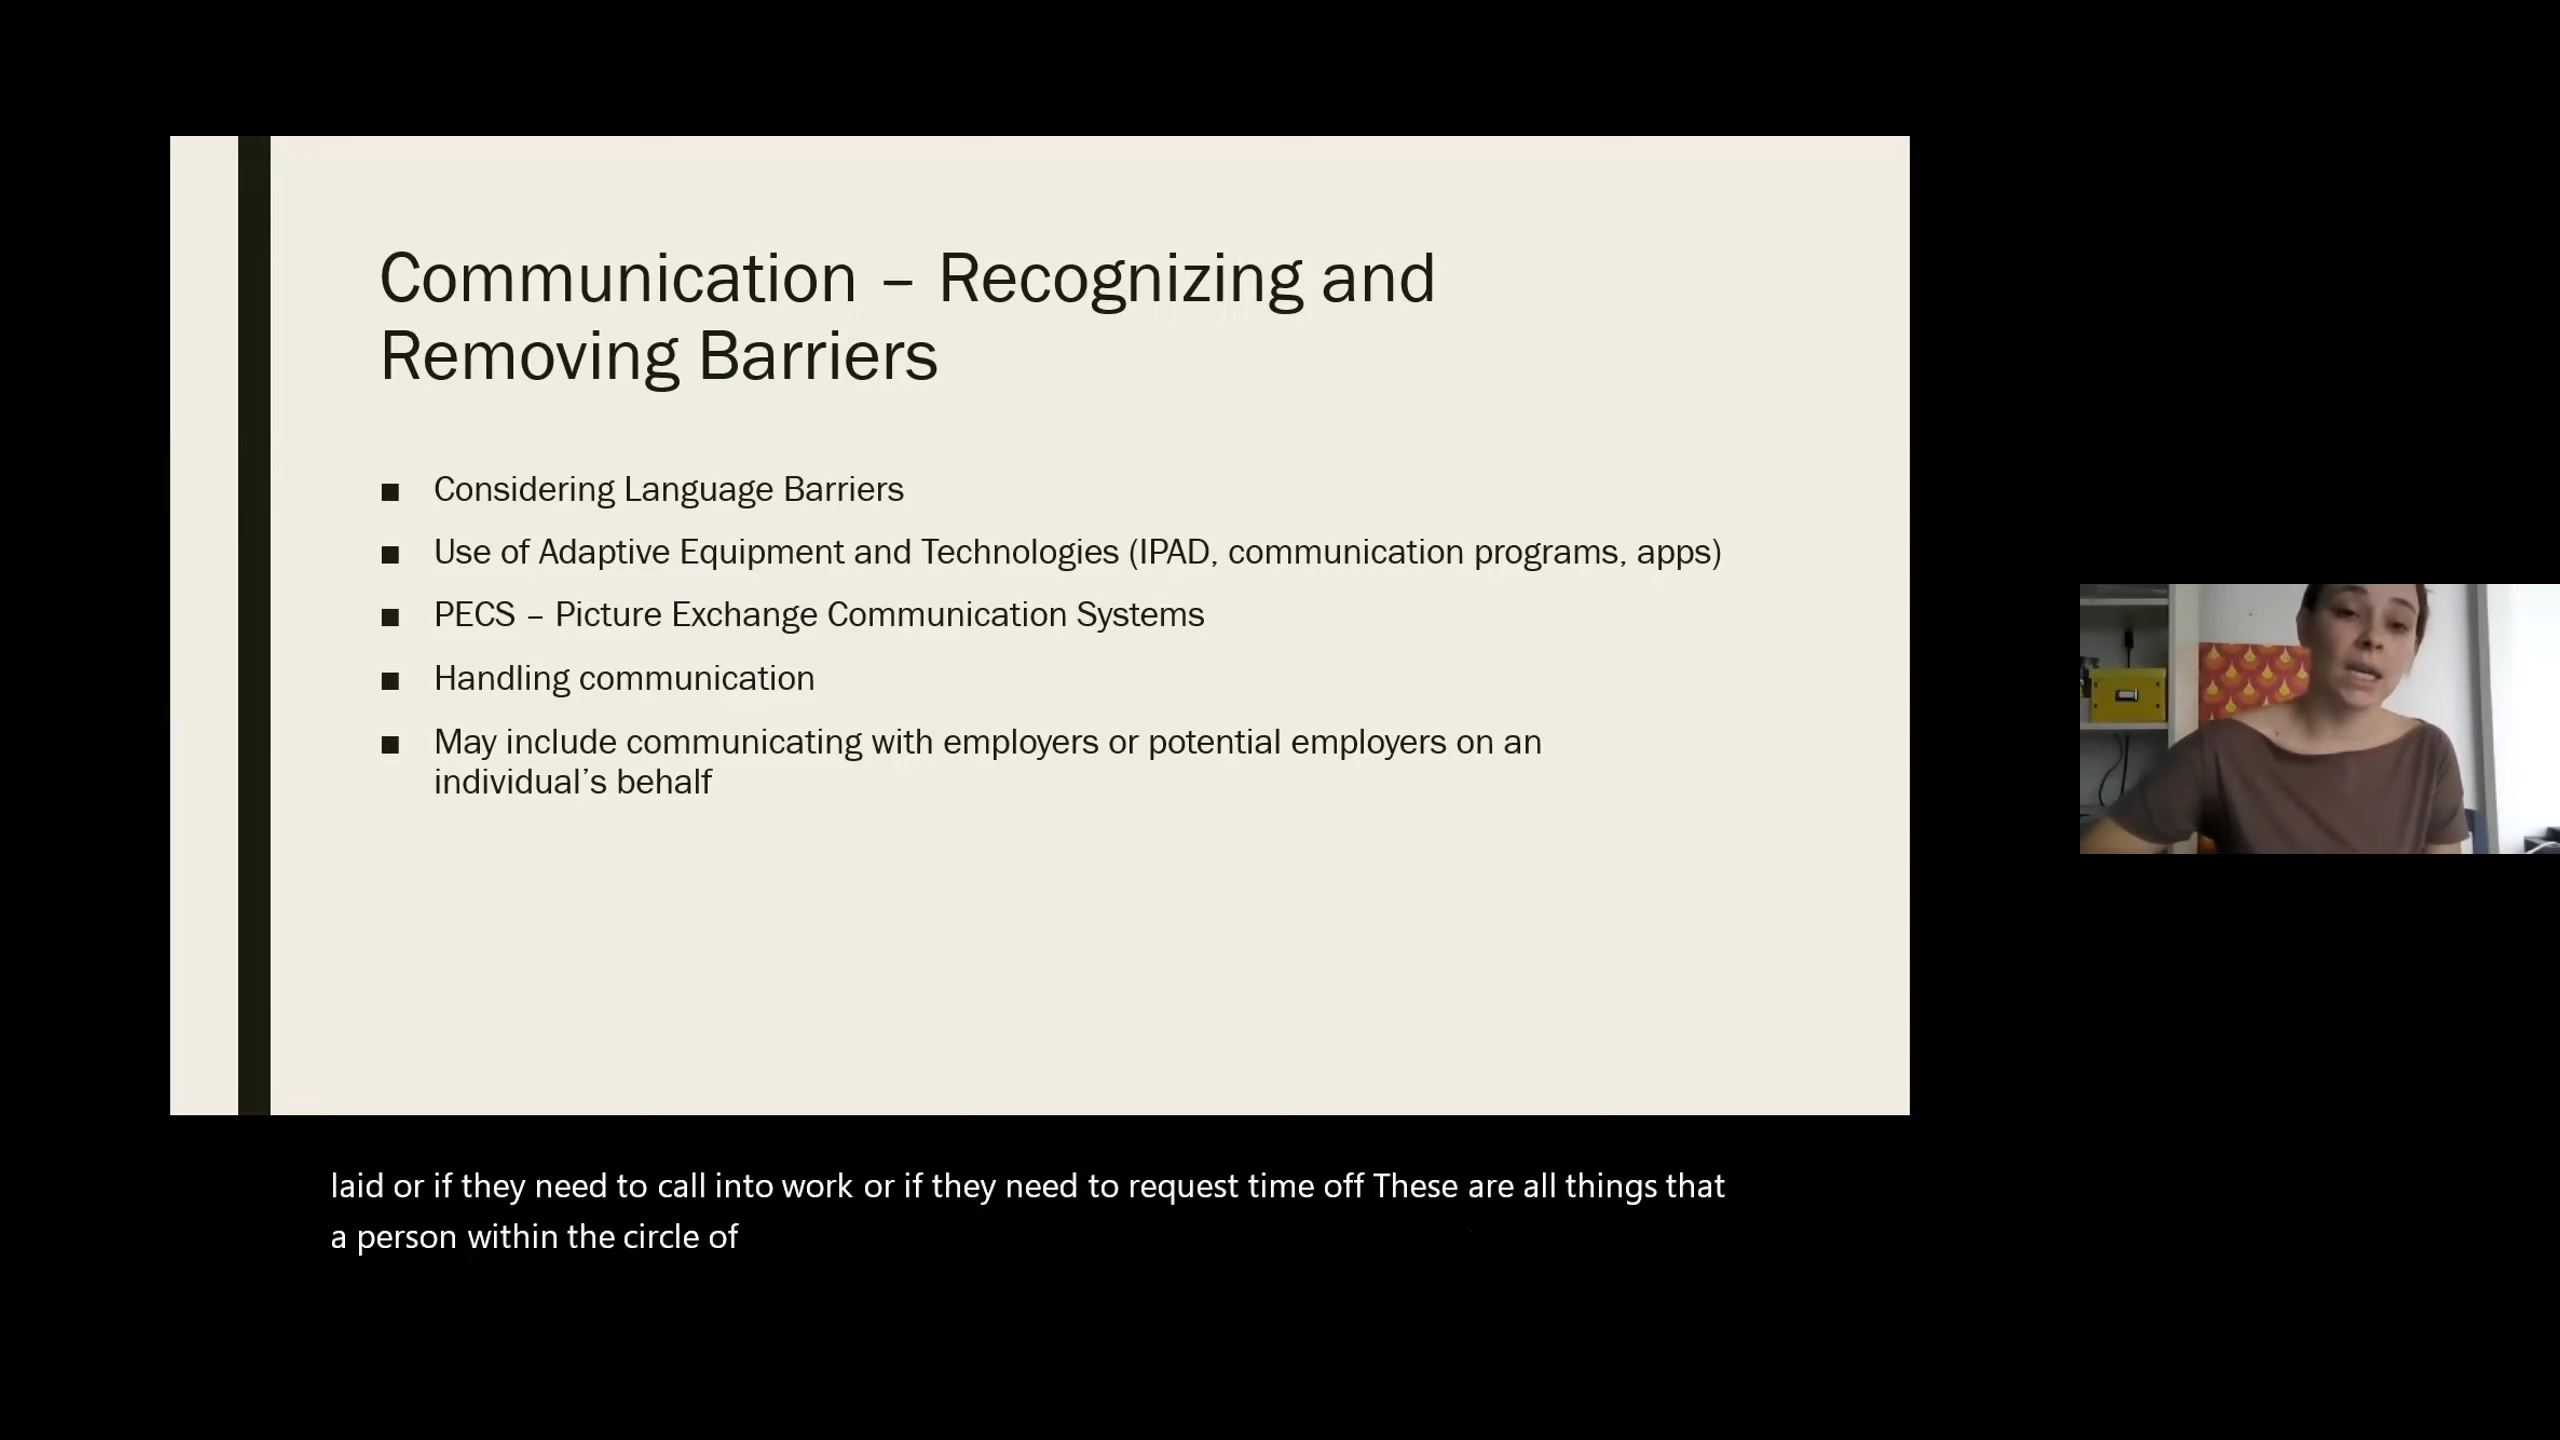 Communication – Recognizing and
Removing Barriers
■ Considering Language Barriers
■ Use of Adaptive Equipment and Technologies (IPAD, communication programs, apps)
■ PECS – Picture Exchange Communication Systems
■ Handling communication
■ May include communicating with employers or potential employers on an
individual’s behalf
laid or if they need to call into work or if they need to request time off These are all things that
a person within the circle of